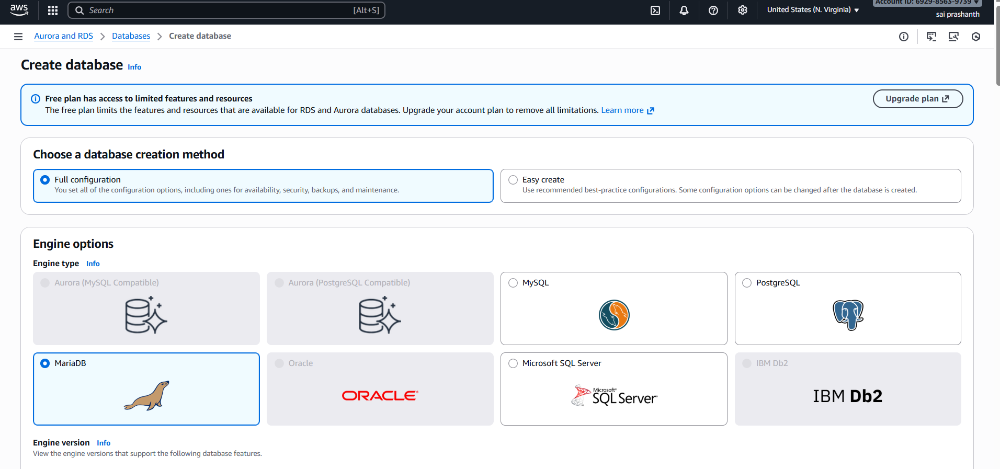 aws
Search [Alt+S]
United States (N. Virginia)
Account ID: 6929-8563-9739
sai prashanth
Aurora and RDS
Databases
Create database
Create database Info
Free plan has access to limited features and resources
The free plan limits the features and resources that are available for RDS and Aurora databases. Upgrade your account plan to remove all limitations. Learn more
Upgrade plan
Choose a database creation method
Full configuration
You set all of the configuration options, including ones for availability, security, backups, and maintenance.
Easy create
Use recommended best-practice configurations. Some configuration options can be changed after the database is created.
Engine options
Engine type Info
Aurora (MySQL Compatible)
Aurora (PostgreSQL Compatible)
MySQL
PostgreSQL
MariaDB
Oracle
ORACLE
Microsoft SQL Server
Microsoft
SQL Server
IBM Db2
IBM Db2
Engine version Info
View the engine versions that support the following database features.